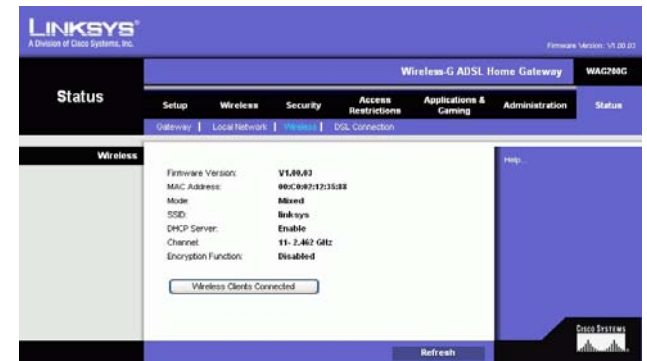 LINKSYS®
A Division of Cisco Systems, Inc.
Firmware Version: V1.00.03
Wireless-G ADSL Home Gateway WAG200G
Status
Setup Wireless Security Access Restrictions Applications & Gaming Administration Status
Gateway | Local Network | Wireless | DSL Connection
Wireless
Help...
Firmware Version: V1.00.03
MAC Address: 00:C0:02:12:35:88
Mode: Mixed
SSID: linksys
DHCP Server: Enable
Channel: 11- 2.462 GHz
Encryption Function: Disabled
Wireless Clients Connected
Refresh
CISCO SYSTEMS